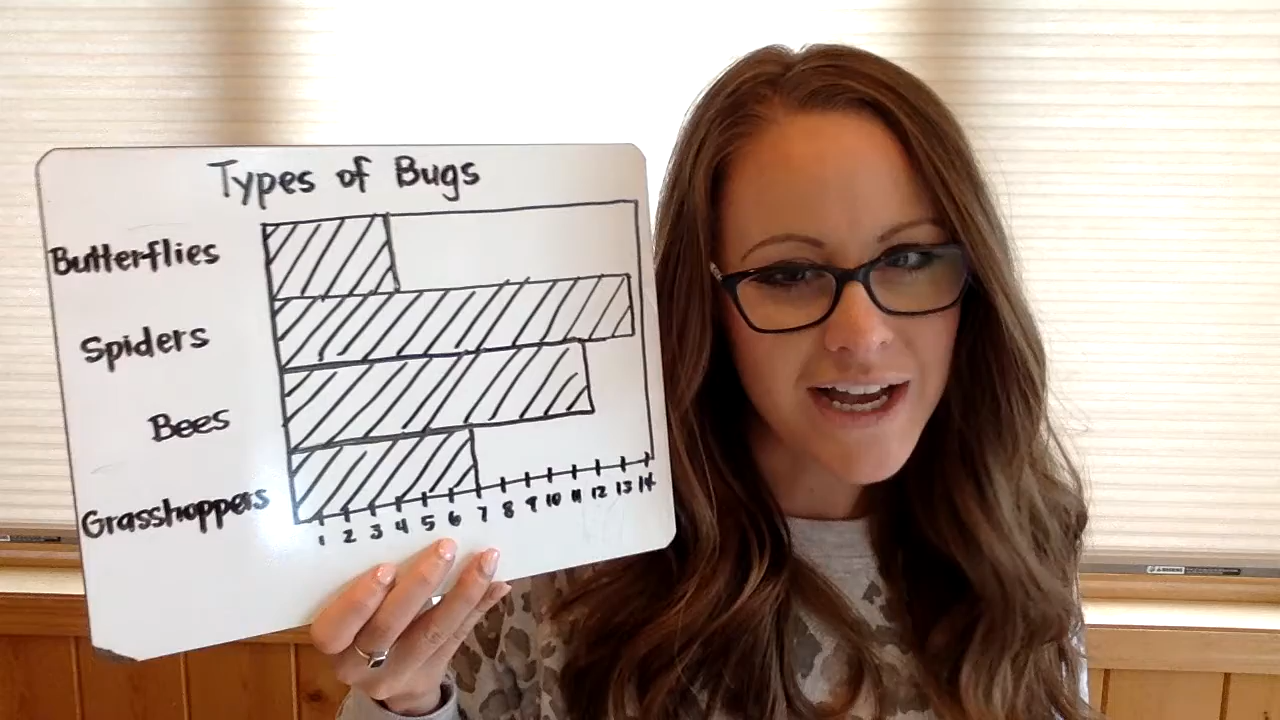 Types of Bugs
Butterflies
Spiders
Bees
Grasshoppers
1 2 3 4 5 6 7 8 9 10 11 12 13 14